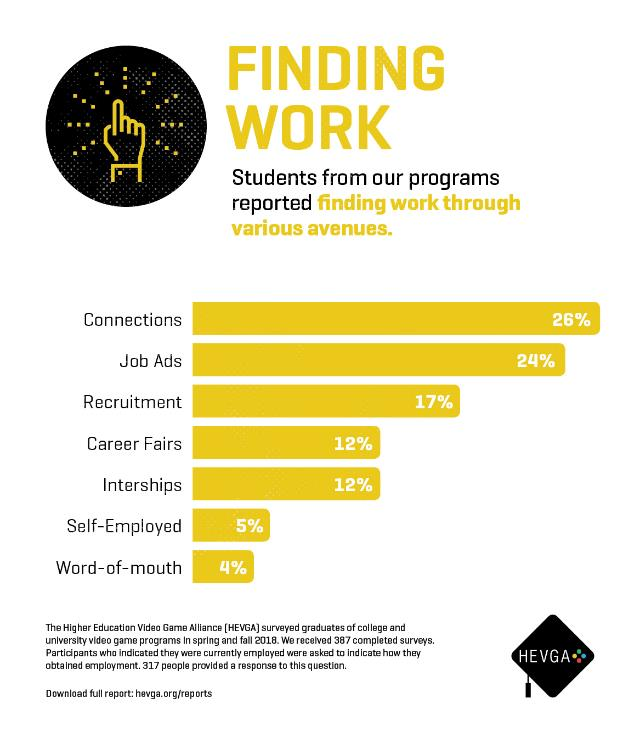 FINDING
WORK
Students from our programs
reported finding work through
various avenues.
Connections 26%
Job Ads 24%
Recruitment 17%
Career Fairs 12%
Interships 12%
Self-Employed 5%
Word-of-mouth 4%
The Higher Education Video Game Alliance (HEVGA) surveyed graduates of college and
university video game programs in spring and fall 2018. We received 387 completed surveys.
Participants who indicated they were currently employed were asked to indicate how they
obtained employment. 317 people provided a response to this question.
Download full report: hevga.org/reports
HEVGA